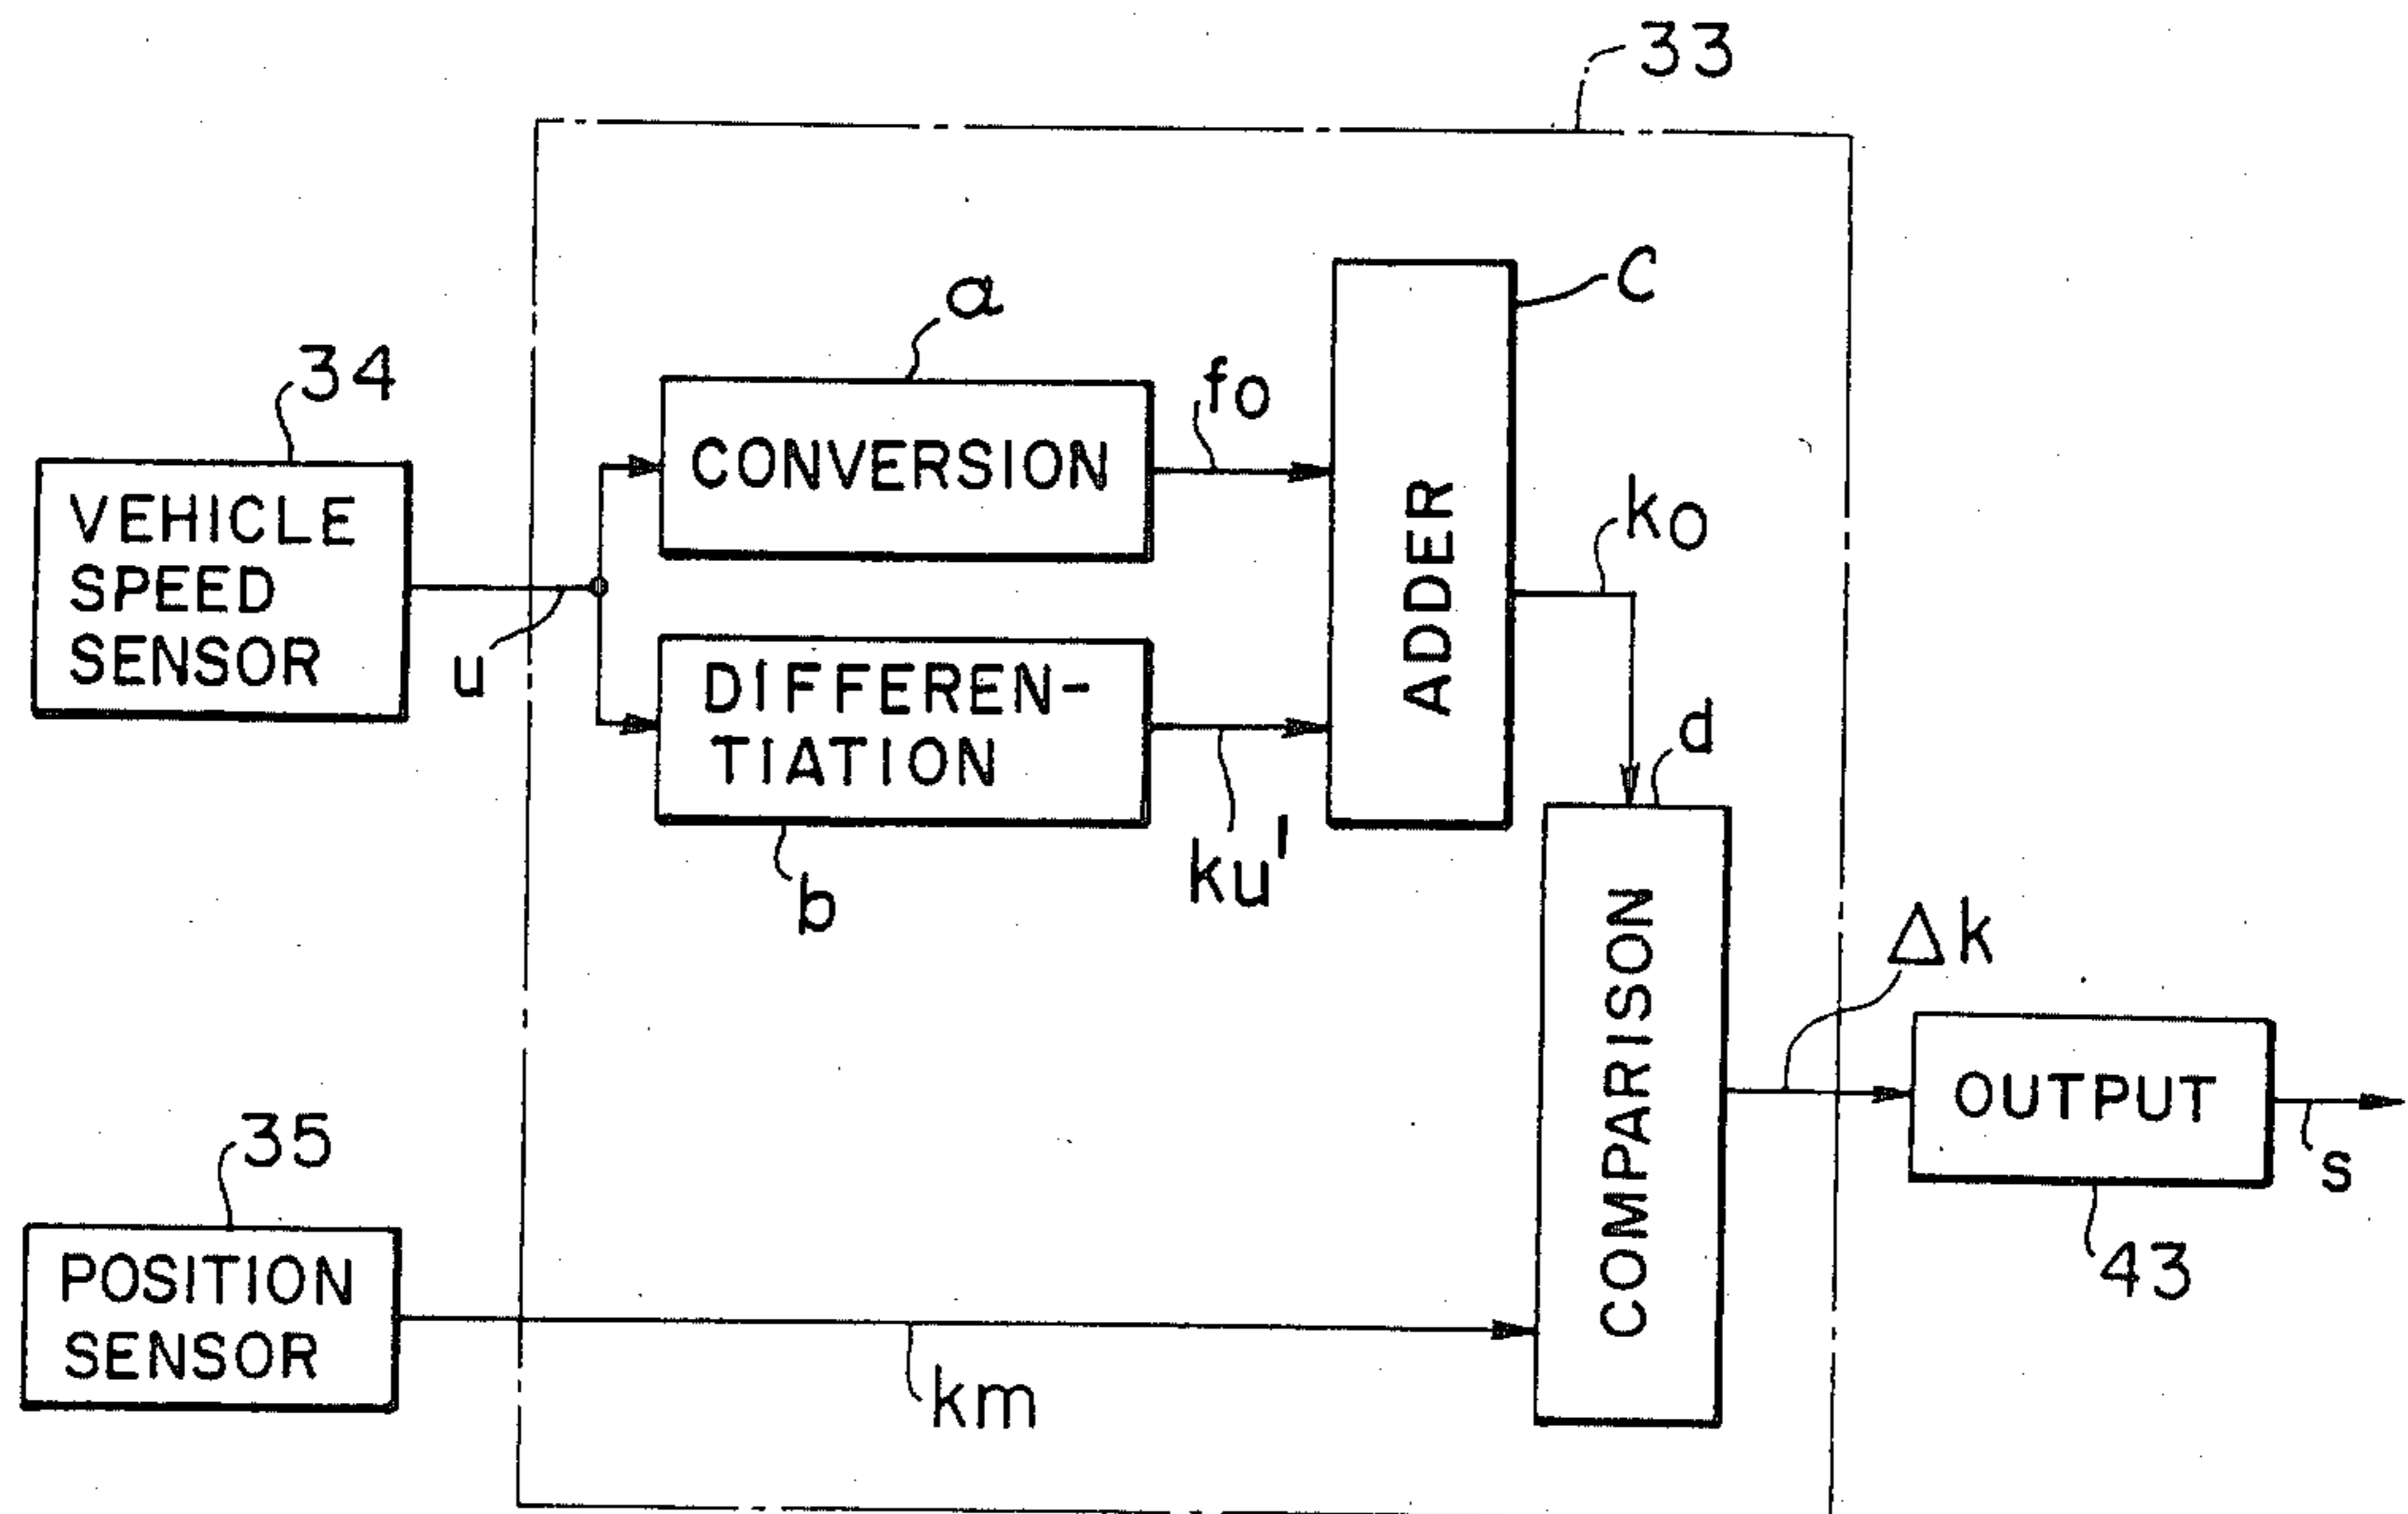 33
34
VEHICLE
SPEED
SENSOR
u
a
CONVERSION
fo
C
ADDER
ko
DIFFEREN-
TIATION
b
ku'
d
COMPARISON
Δk
OUTPUT
s
43
35
POSITION
SENSOR
km